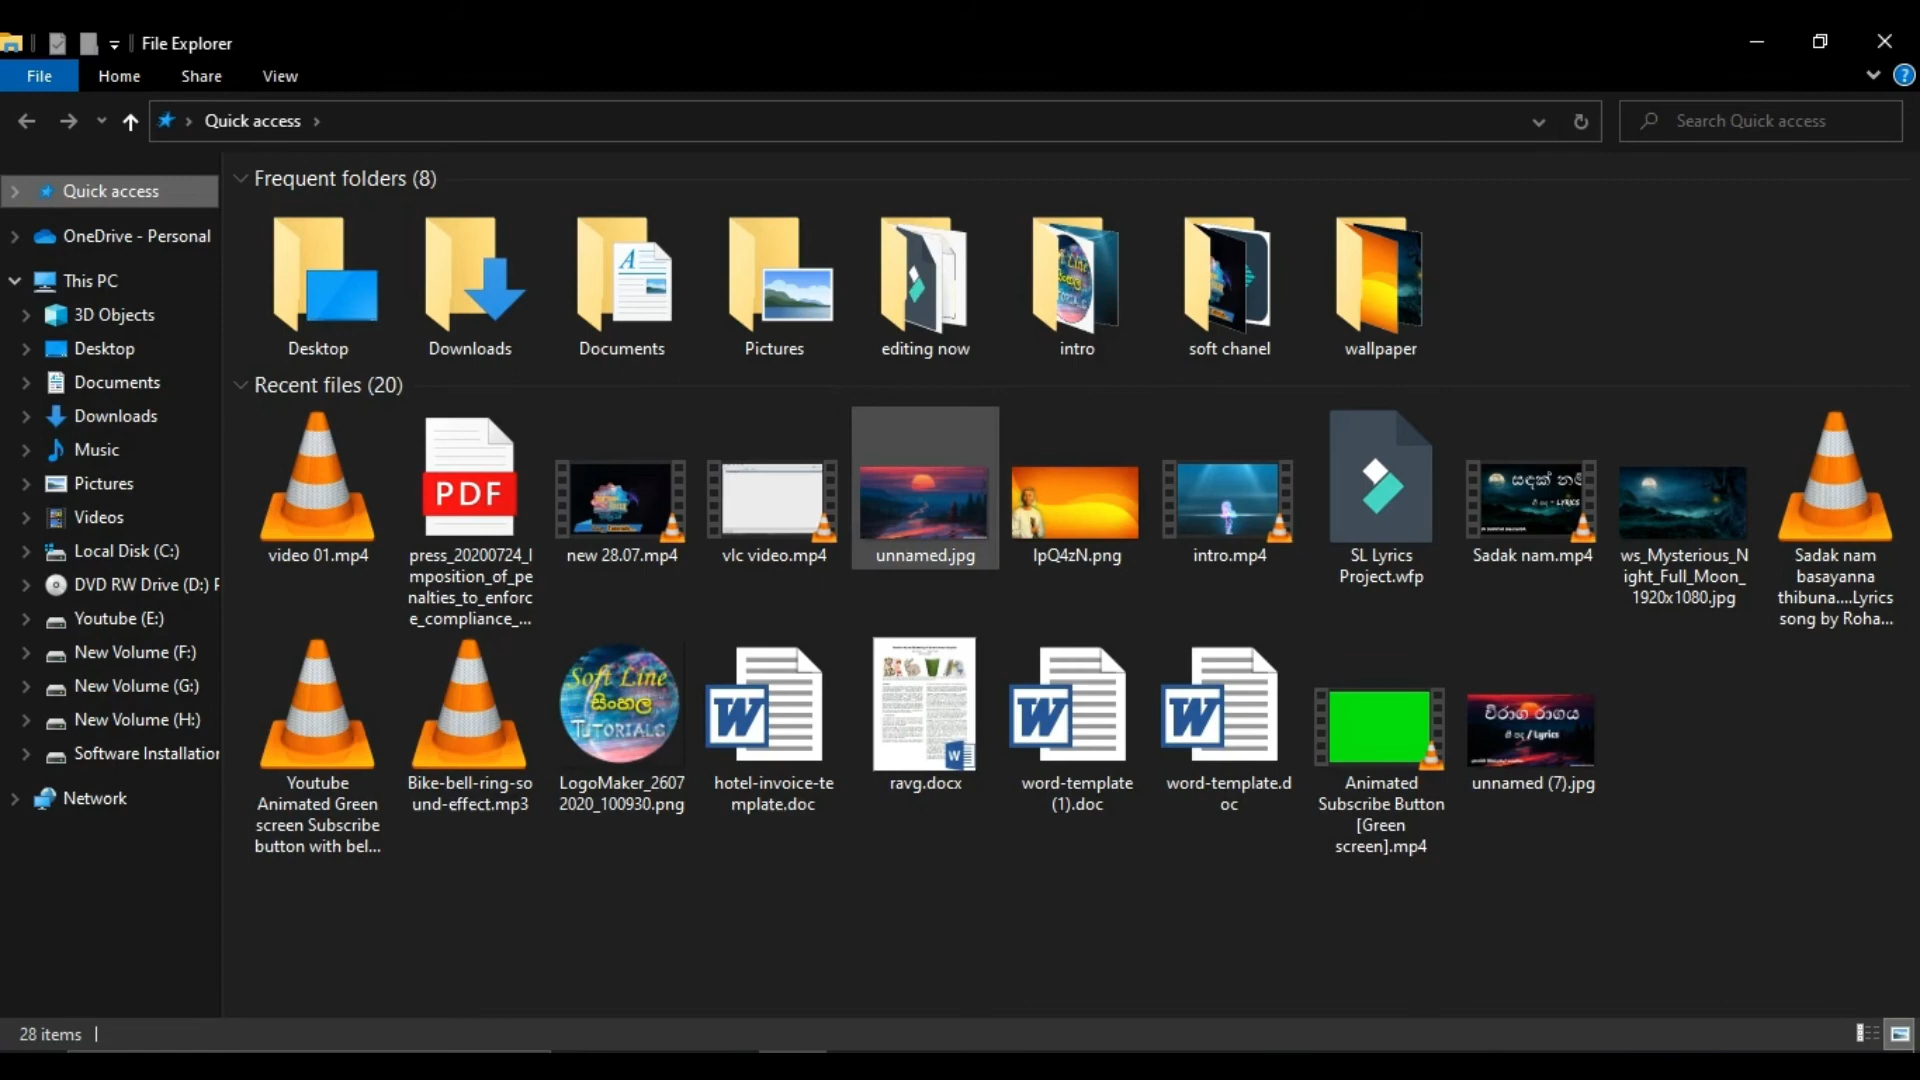 File Explorer
File Home Share View
Quick access
Search Quick access
Quick access
OneDrive - Personal
This PC
3D Objects
Desktop
Documents
Downloads
Music
Pictures
Videos
Local Disk (C:)
DVD RW Drive (D:)
Youtube (E:)
New Volume (F:)
New Volume (G:)
New Volume (H:)
Software Installation
Network
Frequent folders (8)
Desktop
Downloads
Documents
Pictures
editing now
intro
soft chanel
wallpaper
Recent files (20)
video 01.mp4
PDF
press_20200724_I
mposition_of_pe
nalties_to_enforc
e_compliance_...
new 28.07.mp4
vlc video.mp4
unnamed.jpg
lpQ4zN.png
intro.mp4
SL Lyrics
Project.wfp
Sadak nam.mp4
ws_Mysterious_N
ight_Full_Moon_
1920x1080.jpg
Sadak nam
basayanna
thibuna....Lyrics
song by Roha...
Youtube
Animated Green
screen Subscribe
button with bel...
Bike-bell-ring-so
und-effect.mp3
Soft Line
සිංහල
TUTORIALS
LogoMaker_2607
2020_100930.png
W
hotel-invoice-te
mplate.doc
W
ravg.docx
W
word-template
(1).doc
W
word-template.d
oc
Animated
Subscribe Button
[Green
screen].mp4
විරාග රාගය
ගී පද / Lyrics
unnamed (7).jpg
28 items